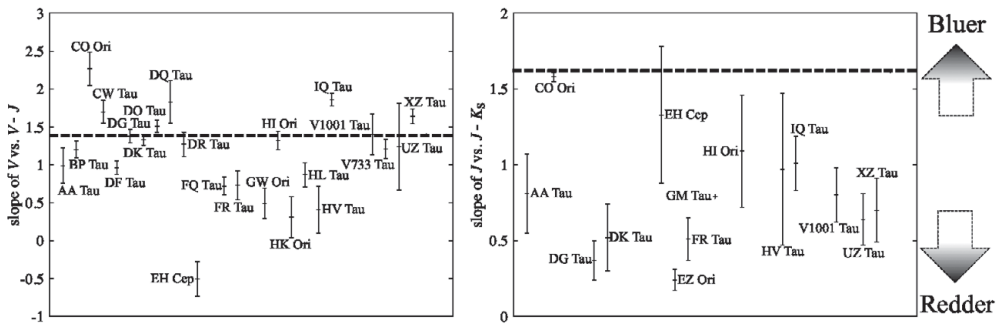 slope of V vs. V - J
3
2.5
2
1.5
1
0.5
0
-0.5
-1
CO Ori
CW Tau
DQ Tau
DO Tau
DG Tau
IQ Tau
XZ Tau
HI Ori
V1001 Tau
DK Tau
DR Tau
BP Tau
DF Tau
AA Tau
V733 Tau
UZ Tau
FQ Tau
GW Ori
HL Tau
FR Tau
HV Tau
HK Ori
EH Cep
slope of J vs. J - KS
2
1.5
1
0.5
0
CO Ori
EH Cep
IQ Tau
HI Ori
XZ Tau
AA Tau
GM Tau+
V1001 Tau
DK Tau
FR Tau
HV Tau
UZ Tau
DG Tau
EZ Ori
Bluer
Redder